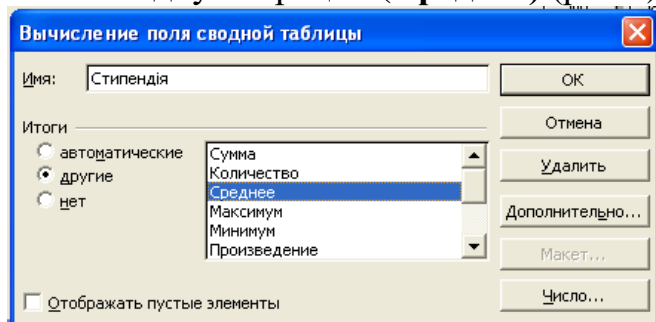 Вычисление поля сводной таблицы
Имя: Стипендія
ОК
Итоги
Отмена
автоматические
другие
нет
Сумма
Количество
Среднее
Максимум
Минимум
Произведение
Удалить
Дополнительно...
Макет...
Отображать пустые элементы
Число...